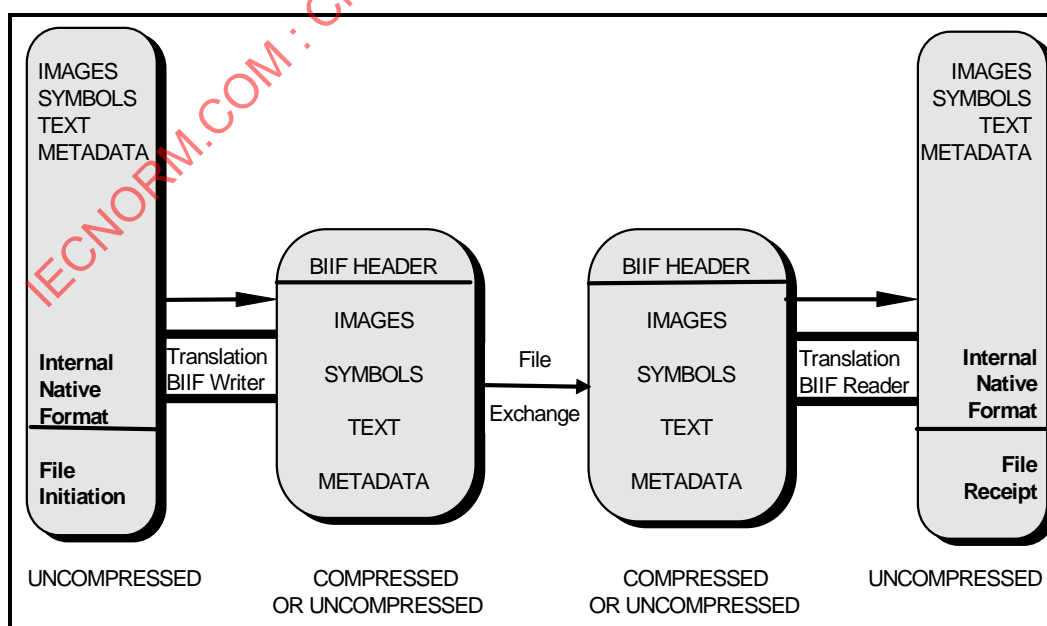 IECNORM.COM :
IMAGES
SYMBOLS
TEXT
METADATA
Internal
Native
Format
File
Initiation
UNCOMPRESSED
Translation
BIIF Writer
BIIF HEADER
IMAGES
SYMBOLS
TEXT
METADATA
COMPRESSED
OR UNCOMPRESSED
File
Exchange
BIIF HEADER
IMAGES
SYMBOLS
TEXT
METADATA
COMPRESSED
OR UNCOMPRESSED
Translation
BIIF Reader
IMAGES
SYMBOLS
TEXT
METADATA
Internal
Native
Format
File
Receipt
UNCOMPRESSED